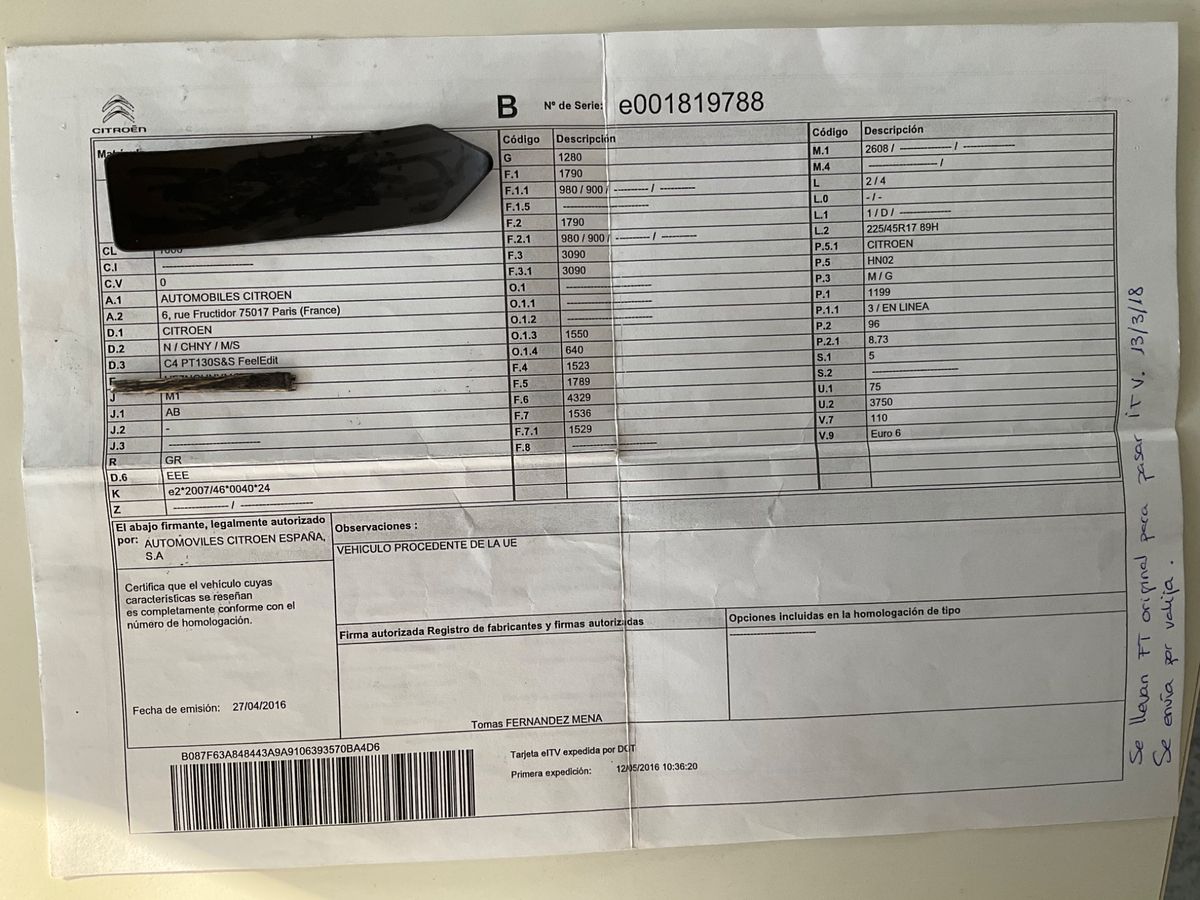 CITROËN
B Nº de Serie: e001819788
CL
C.I ------------------
C.V 0
A.1 AUTOMOBILES CITROEN
A.2 6, rue Fructidor 75017 Paris (France)
D.1 CITROEN
D.2 N / CHNY / M/S
D.3 C4 PT130S&S FeelEdit
J M1
J.1 AB
J.2 -
J.3 ------------------
R GR
D.6 EEE
K e2*2007/46*0040*24
Z ------------ / ---------------
Código Descripción
G 1280
F.1 1790
F.1.1 980 / 900 / ---------- / ----------
F.1.5 ------------------
F.2 1790
F.2.1 980 / 900 / ---------- / ----------
F.3 3090
F.3.1 3090
O.1 ------------------
O.1.1 ------------------
O.1.2 ------------------
O.1.3 1550
O.1.4 640
F.4 1523
F.5 1789
F.6 4329
F.7 1536
F.7.1 1529
F.8 ------------------
Código Descripción
M.1 2608 / ------------ / ------------
M.4 ---------------- /
L 2 / 4
L.0 - / -
L.1 1 / D / ------------
L.2 225/45R17 89H
P.5.1 CITROEN
P.5 HN02
P.3 M / G
P.1 1199
P.1.1 3 / EN LINEA
P.2 96
P.2.1 8.73
S.1 5
S.2 ------------------
U.1 75
U.2 3750
V.7 110
V.9 Euro 6
El abajo firmante, legalmente autorizado
por: AUTOMOVILES CITROEN ESPAÑA,
S.A
Certifica que el vehículo cuyas
características se reseñan
es completamente conforme con el
número de homologación.
Fecha de emisión: 27/04/2016
Observaciones :
VEHICULO PROCEDENTE DE LA UE
Firma autorizada Registro de fabricantes y firmas autorizadas
Tomas FERNANDEZ MENA
Opciones incluidas en la homologación de tipo
------------------
B087F63A848443A9A9106393570BA4D6
Tarjeta eITV expedida por DGT
Primera expedición: 12/05/2016 10:36:20
Se llevan FT original para pasar ITV. 13/3/18
Se envía por valija.